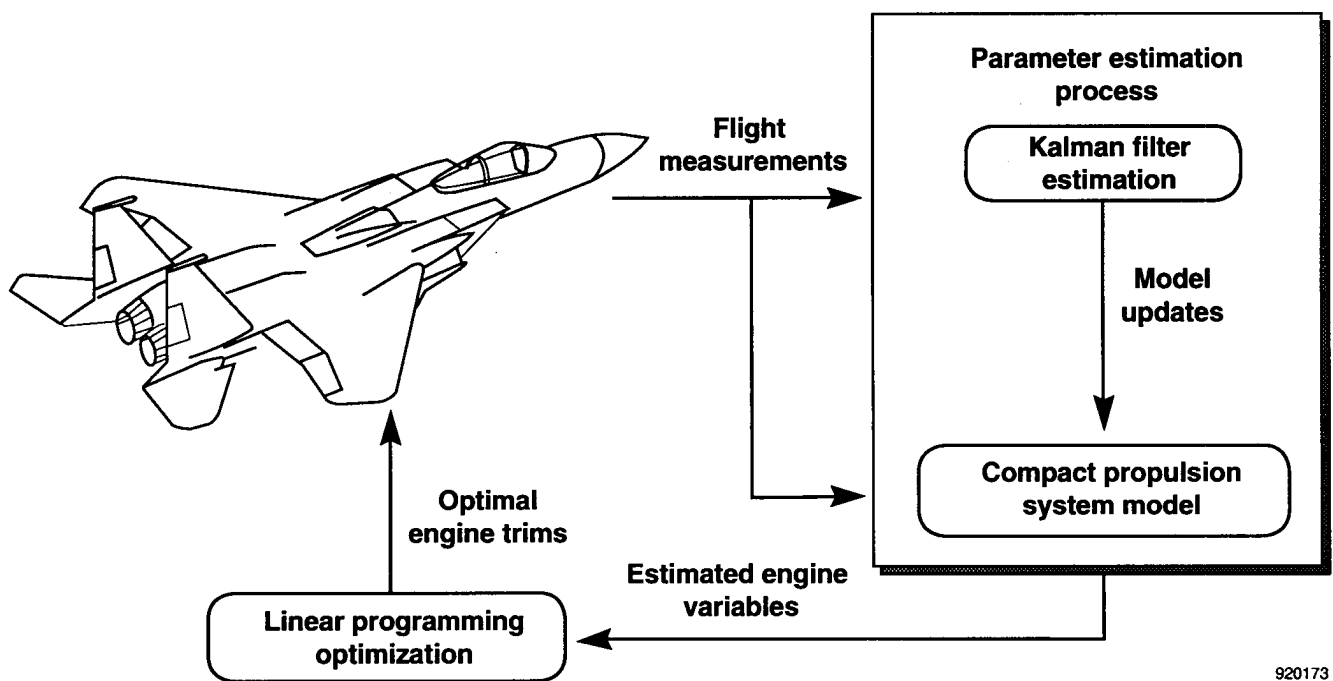 Parameter estimation
process
Flight
measurements
Kalman filter
estimation
Model
updates
Compact propulsion
system model
Optimal
engine trims
Estimated engine
variables
Linear programming
optimization
920173